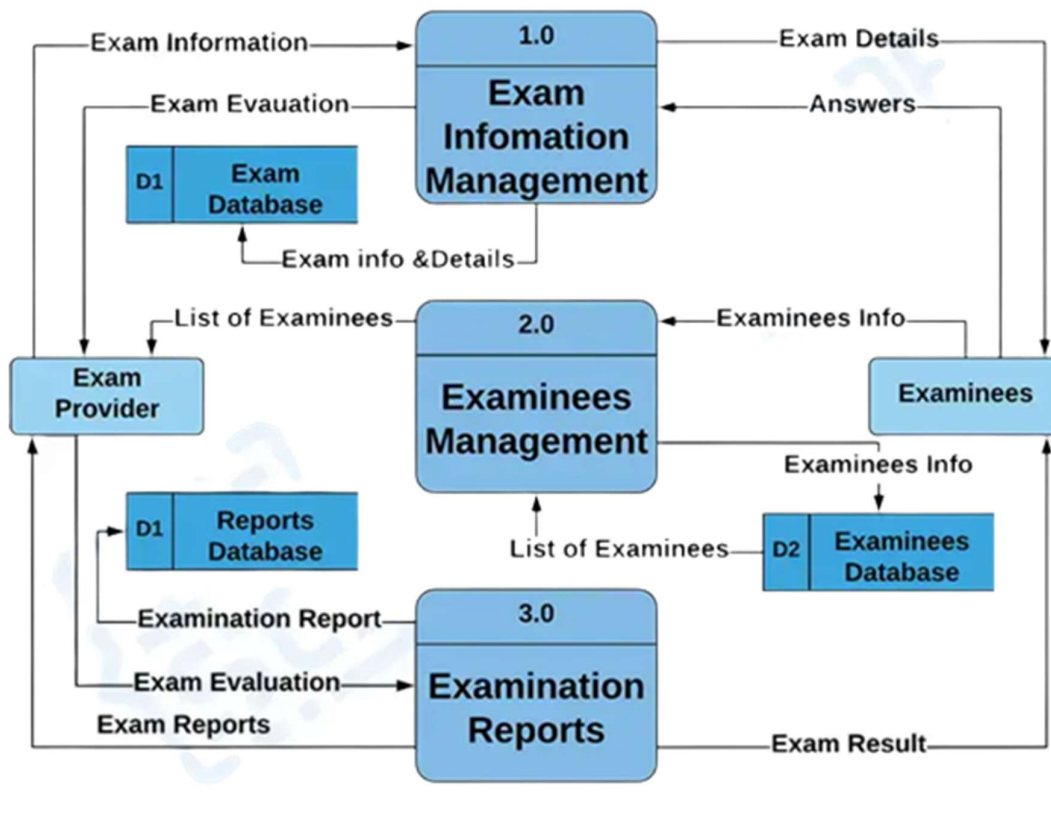 1.0
Exam Information
Exam Details
Exam
Infomation
Management
Exam Evauation
Answers
D1
Exam
Database
Exam info &Details
List of Examinees
2.0
Examinees Info
Exam
Provider
Examinees
Management
Examinees
Examinees Info
D1
Reports
Database
List of Examinees
D2
Examinees
Database
3.0
Examination Report
Exam Evaluation
Examination
Reports
Exam Reports
Exam Result